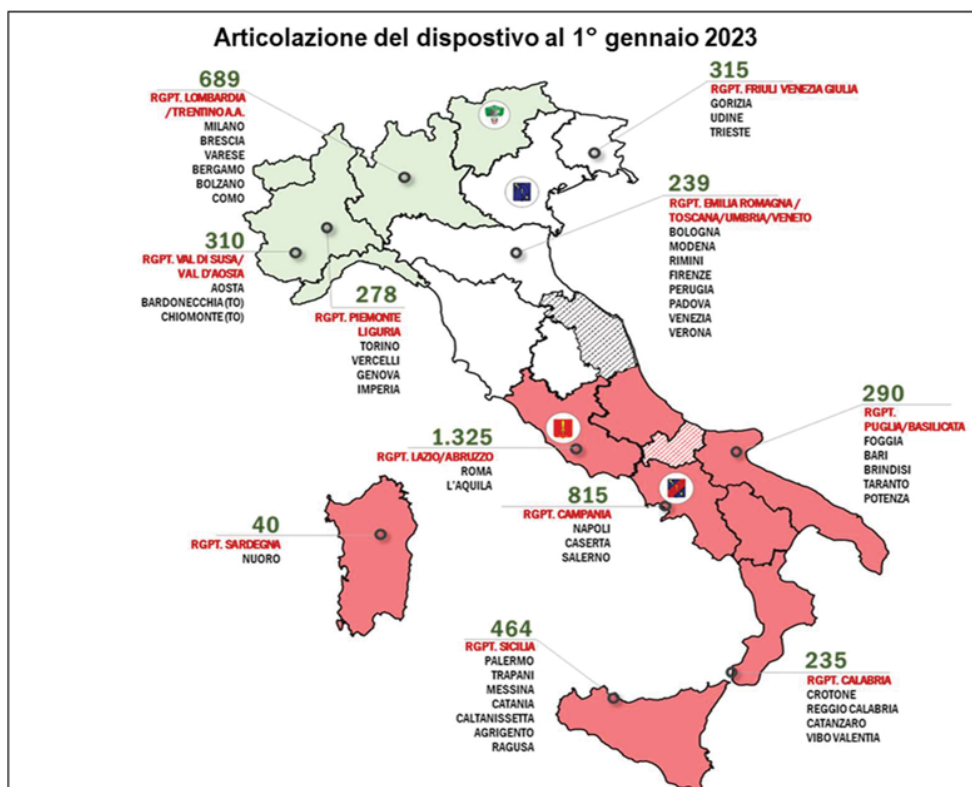 Articolazione del dispostivo al 1° gennaio 2023
689
RGPT. LOMBARDIA
/TRENTINO A.A.
MILANO
BRESCIA
VARESE
BERGAMO
BOLZANO
COMO
315
RGPT. FRIULI VENEZIA GIULIA
GORIZIA
UDINE
TRIESTE
239
RGPT. EMILIA ROMAGNA /
TOSCANA/UMBRIA/VENETO
BOLOGNA
MODENA
RIMINI
FIRENZE
PERUGIA
PADOVA
VENEZIA
VERONA
310
RGPT. VAL DI SUSA/
VAL D'AOSTA
AOSTA
BARDONECCHIA (TO)
CHIOMONTE (TO)
278
RGPT. PIEMONTE
LIGURIA
TORINO
VERCELLI
GENOVA
IMPERIA
290
RGPT.
PUGLIA/BASILICATA
FOGGIA
BARI
BRINDISI
TARANTO
POTENZA
1.325
RGPT. LAZIO/ABRUZZO
ROMA
L'AQUILA
815
RGPT. CAMPANIA
NAPOLI
CASERTA
SALERNO
40
RGPT. SARDEGNA
NUORO
464
RGPT. SICILIA
PALERMO
TRAPANI
MESSINA
CATANIA
CALTANISSETTA
AGRIGENTO
RAGUSA
235
RGPT. CALABRIA
CROTONE
REGGIO CALABRIA
CATANZARO
VIBO VALENTIA